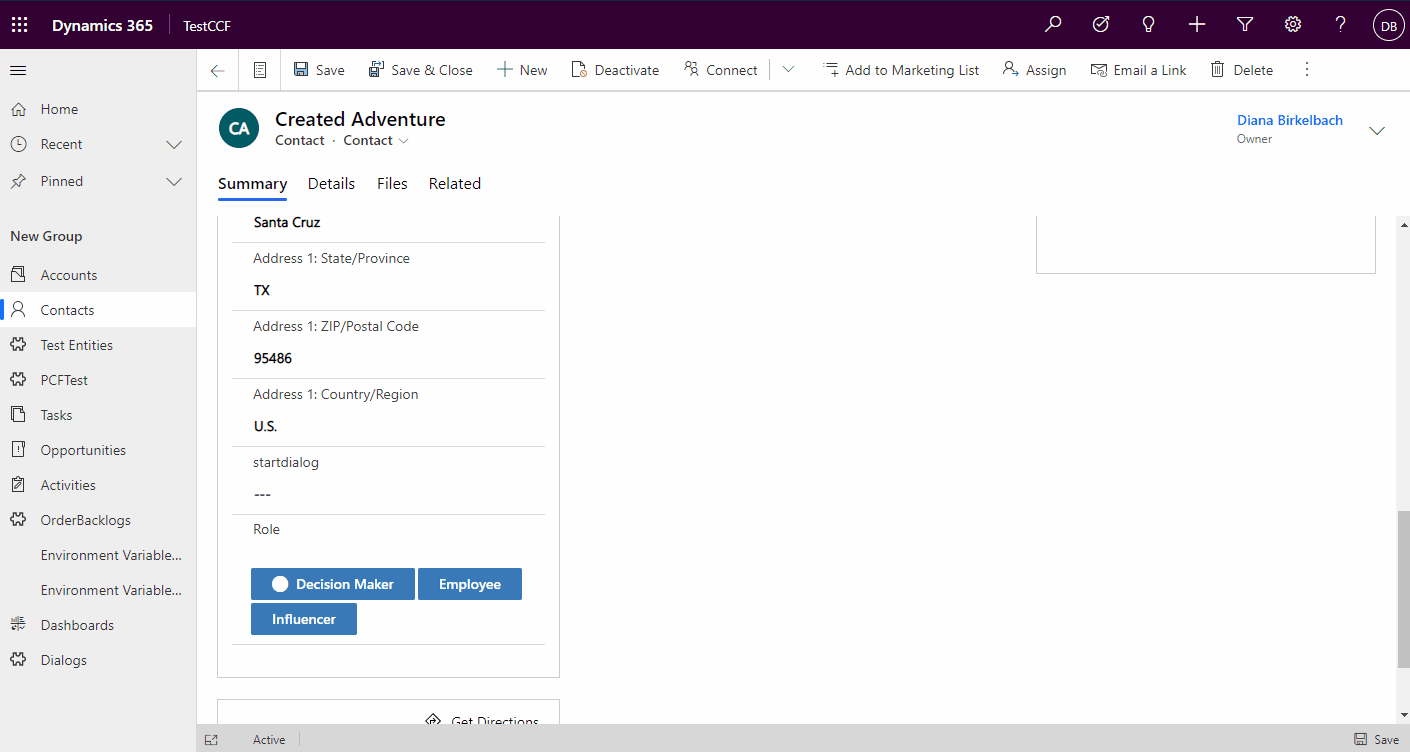 Dynamics 365 TestCCF DB
Save Save & Close New Deactivate Connect Add to Marketing List Assign Email a Link Delete
Home
Recent
Pinned
New Group
Accounts
Contacts
Test Entities
PCFTest
Tasks
Opportunities
Activities
OrderBacklogs
Environment Variable...
Environment Variable...
Dashboards
Dialogs
CA
Created Adventure
Contact · Contact
Diana Birkelbach
Owner
Summary Details Files Related
Santa Cruz
Address 1: State/Province
TX
Address 1: ZIP/Postal Code
95486
Address 1: Country/Region
U.S.
startdialog
---
Role
Decision Maker Employee
Influencer
Get Directions
Active Save